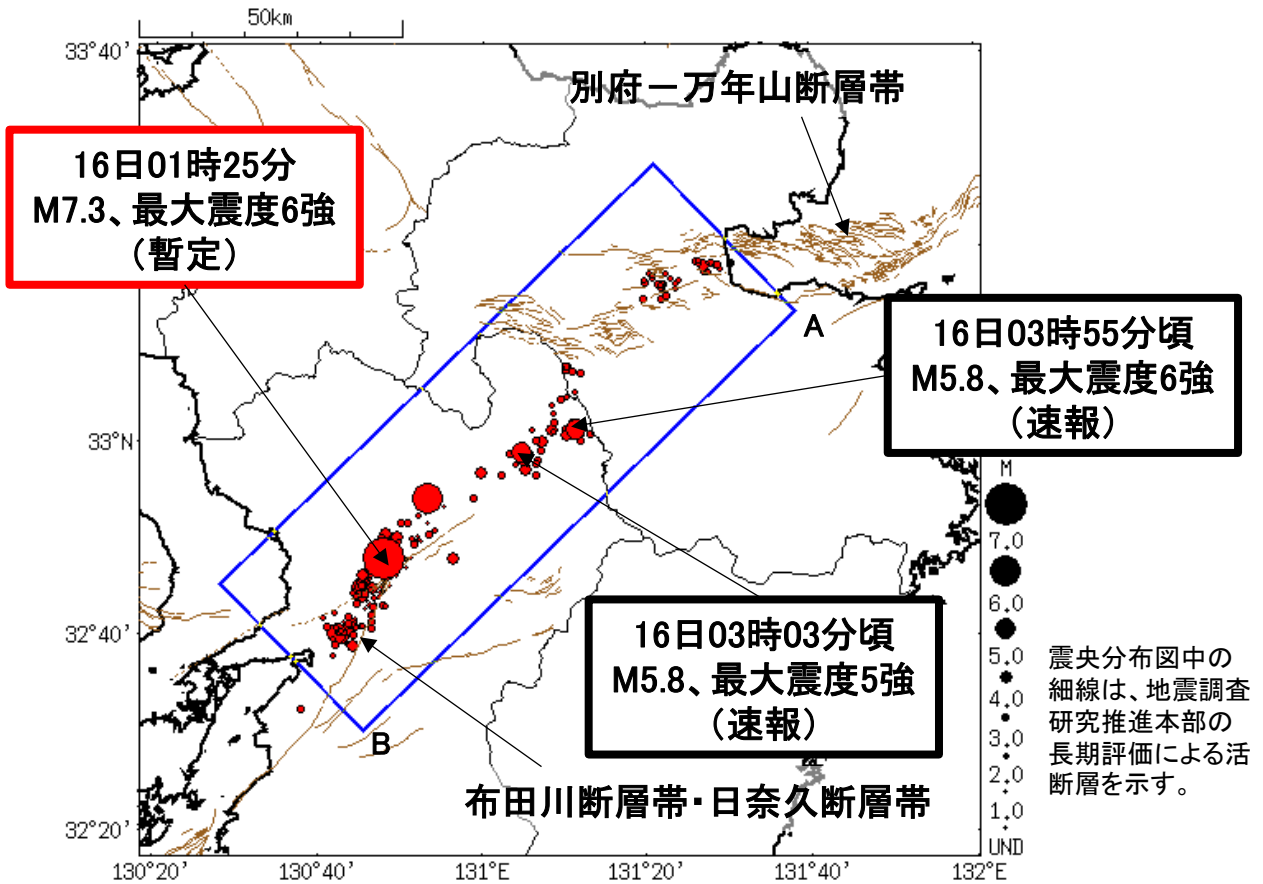 50km
33°40'
別府－万年山断層帯
16日01時25分
M7.3、最大震度6強
（暫定）
A
16日03時55分頃
M5.8、最大震度6強
（速報）
33°N
M
7.0
6.0
5.0
4.0
3.0
2.0
1.0
UND
16日03時03分頃
M5.8、最大震度5強
（速報）
震央分布図中の
細線は、地震調査
研究推進本部の
長期評価による活
断層を示す。
32°40'
B
布田川断層帯・日奈久断層帯
32°20'
130°20'
130°40'
131°E
131°20'
131°40'
132°E